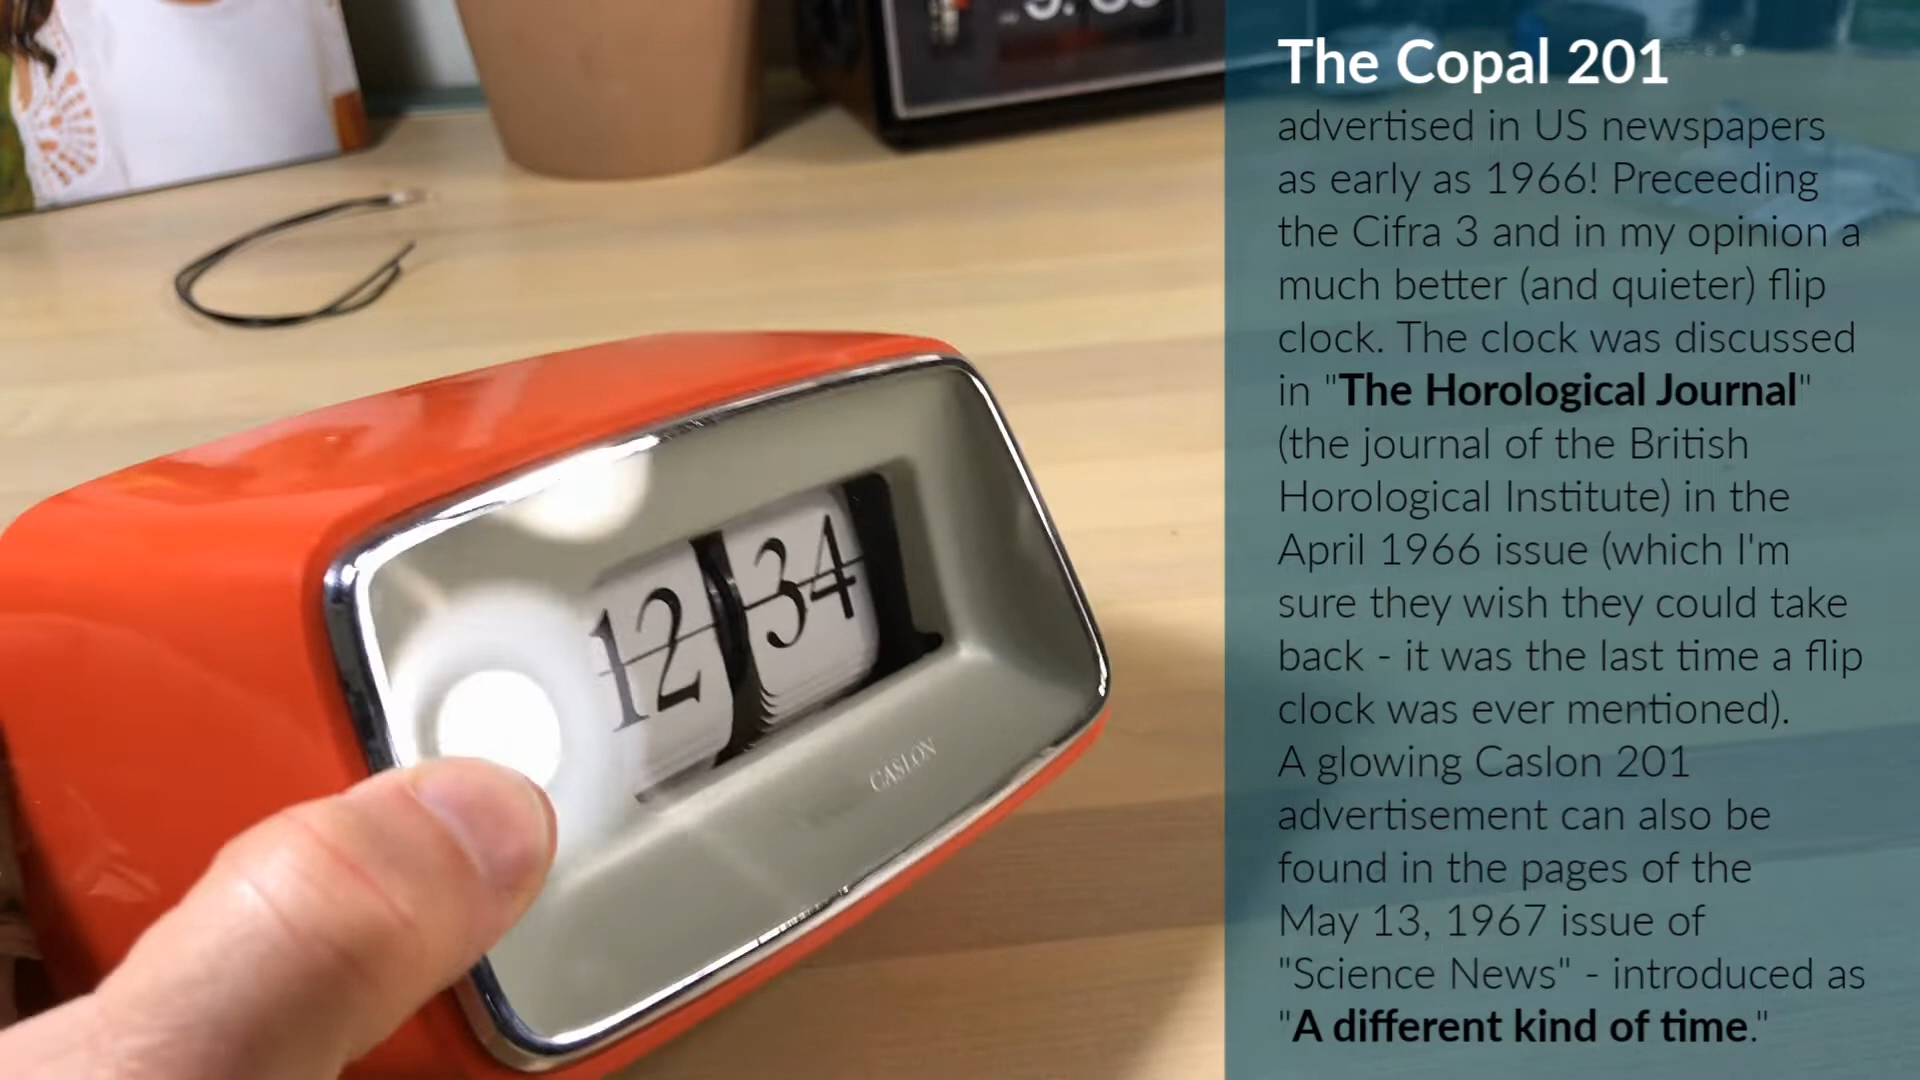 The Copal 201
advertised in US newspapers
as early as 1966! Preceeding
the Cifra 3 and in my opinion a
much better (and quieter) flip
clock. The clock was discussed
in "The Horological Journal"
(the journal of the British
Horological Institute) in the
April 1966 issue (which I'm
sure they wish they could take
back - it was the last time a flip
clock was ever mentioned).
A glowing Caslon 201
advertisement can also be
found in the pages of the
May 13, 1967 issue of
"Science News" - introduced as
"A different kind of time."
12 34
CASLON